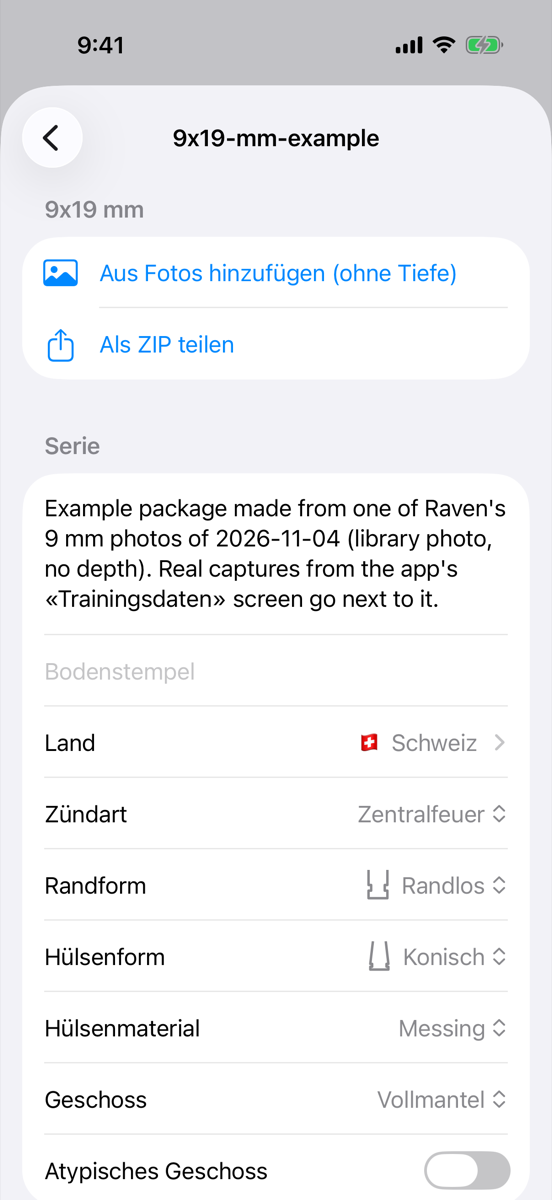 9:41
9x19-mm-example
9x19 mm
Aus Fotos hinzufügen (ohne Tiefe)
Als ZIP teilen
Serie
Example package made from one of Raven's
9 mm photos of 2026-11-04 (library photo,
no depth). Real captures from the app's
«Trainingsdaten» screen go next to it.
Bodenstempel
Land Schweiz
Zündart Zentralfeuer
Randform Randlos
Hülsenform Konisch
Hülsenmaterial Messing
Geschoss Vollmantel
Atypisches Geschoss